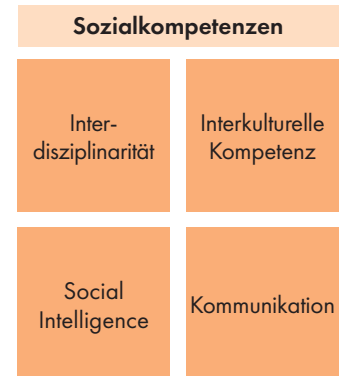 Sozialkompetenzen
Inter-
disziplinarität
Interkulturelle
Kompetenz
Social
Intelligence
Kommunikation